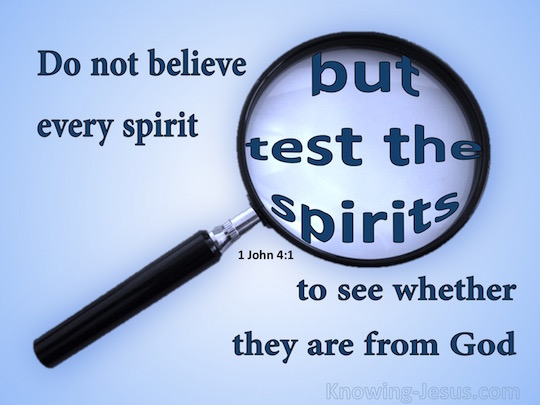 Do not believe
every spirit
but
test the
spirits
1 John 4:1
to see whether
they are from God
Knowing-Jesus.com